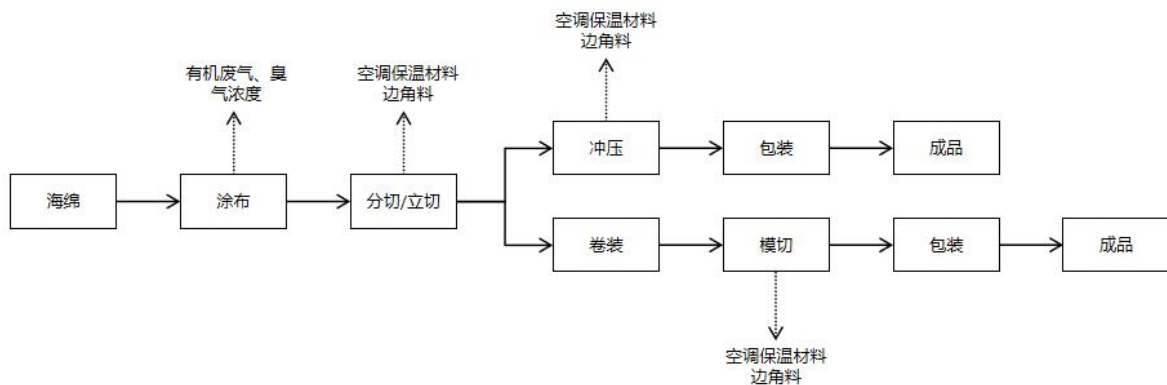 空调保温材料
边角料
有机废气、臭
气浓度
空调保温材料
边角料
冲压
包装
成品
海绵
涂布
分切/立切
卷装
模切
包装
成品
空调保温材料
边角料